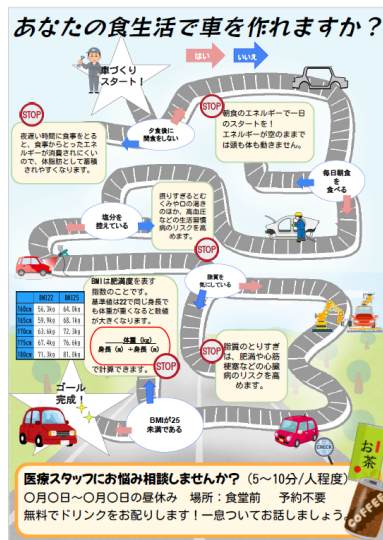 あなたの食生活で車を作れますか?
車づくり
スタート!
はい
いいえ
STOP
夜遅い時間に食事をとる
と、食事からとったエネ
ルギーが消費されにくい
ので、体脂肪として蓄積
されやすくなります。
夕食後に
間食をしない
STOP
朝食のエネルギーで一日
のスタートを!
エネルギーが空のままで
は頭も体も動きません。
毎日朝食
を食べる
塩分を
控えている
摂りすぎるとむ
くみや口の渇き
のほか、高血圧
などの生活習慣
病のリスクを高
めます。
STOP
脂質を
気にしている
BMIは肥満度を表す
指数のことです。
基準値は22で同じ身長で
も体重が重くなると数値
が大きくなります。
体重(kg)
身長(m)÷身長(m)
で計算できます。
STOP
BMI22 BMI25
160cm 56.3kg 64.0kg
165cm 59.9kg 68.1kg
170cm 63.6kg 72.3kg
175cm 67.4kg 76.6kg
180cm 71.3kg 81.0kg
STOP
脂質のとりすぎ
は、肥満や心筋
梗塞などの心臓
病のリスクを高
めます。
ゴール
完成!
BMIが25
未満である
CHECK
お茶
COFFEE
医療スタッフにお悩み相談しませんか?(5~10分/人程度)
〇月〇日~〇月〇日の昼休み 場所:食堂前 予約不要
無料でドリンクをお配りします!一息ついてお話しましょう。